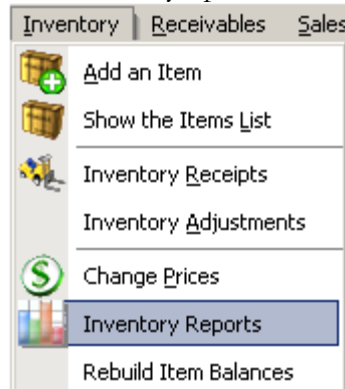 Inventory Receivables Sales
Add an Item
Show the Items List
Inventory Receipts
Inventory Adjustments
Change Prices
Inventory Reports
Rebuild Item Balances